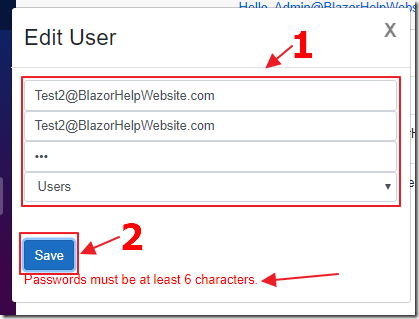 Hello, Admin@BlazorHelpWebs
Edit User
X
1
Test2@BlazorHelpWebsite.com
Test2@BlazorHelpWebsite.com
•••
Users
Save
2
Passwords must be at least 6 characters.